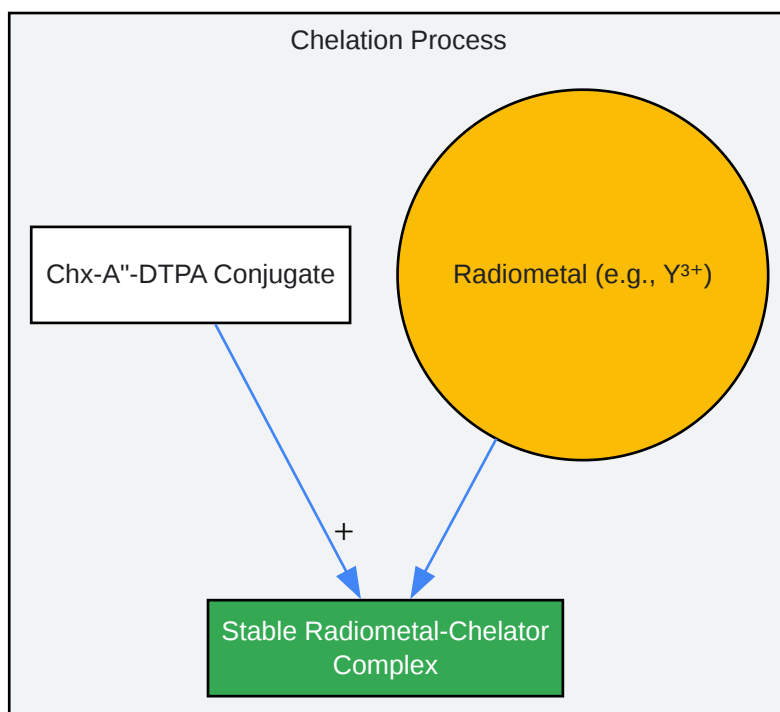 Chelation Process
Chx-A"-DTPA Conjugate
Radiometal (e.g., Y³⁺)
+
Stable Radiometal-Chelator
Complex